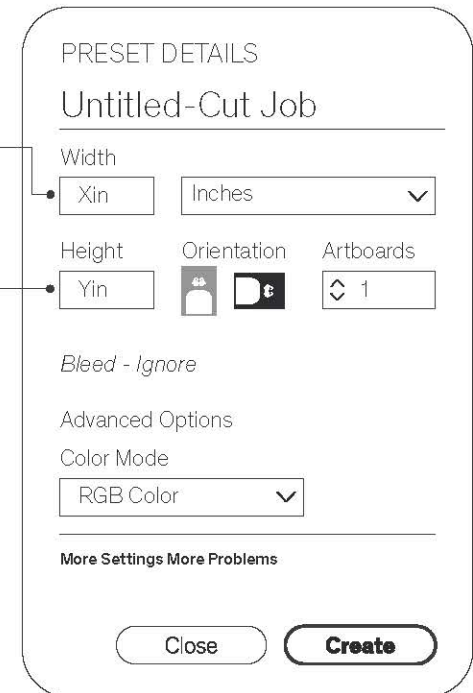 PRESET DETAILS
Untitled-Cut Job
Width
Xin Inches
Height Orientation Artboards
Yin 1
Bleed - Ignore
Advanced Options
Color Mode
RGB Color
More Settings More Problems
Close Create